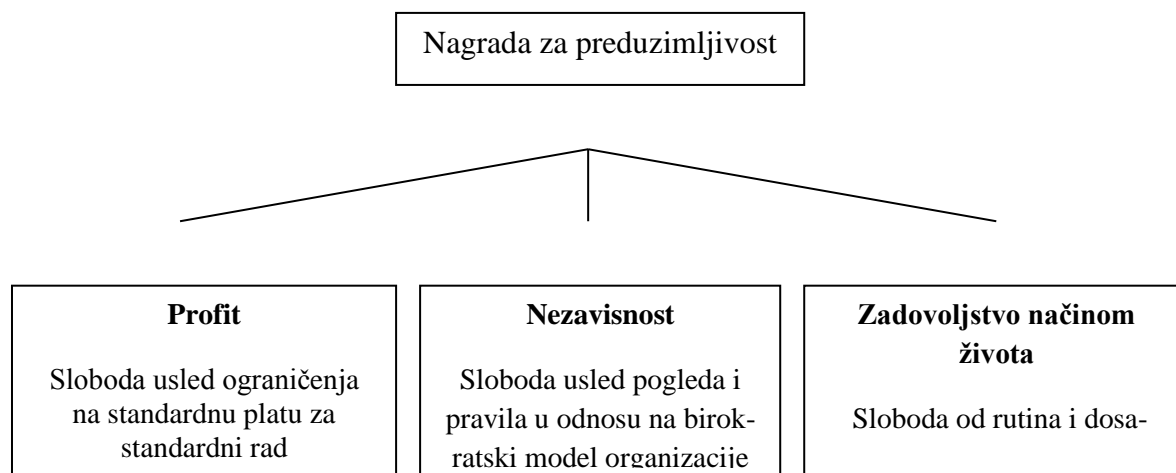 Nagrada za preduzimljivost
Profit
Sloboda usled ograničenja
na standardnu platu za
standardni rad
Nezavisnost
Sloboda usled pogleda i
pravila u odnosu na birok-
ratski model organizacije
Zadovoljstvo načinom
života
Sloboda od rutina i dosa-